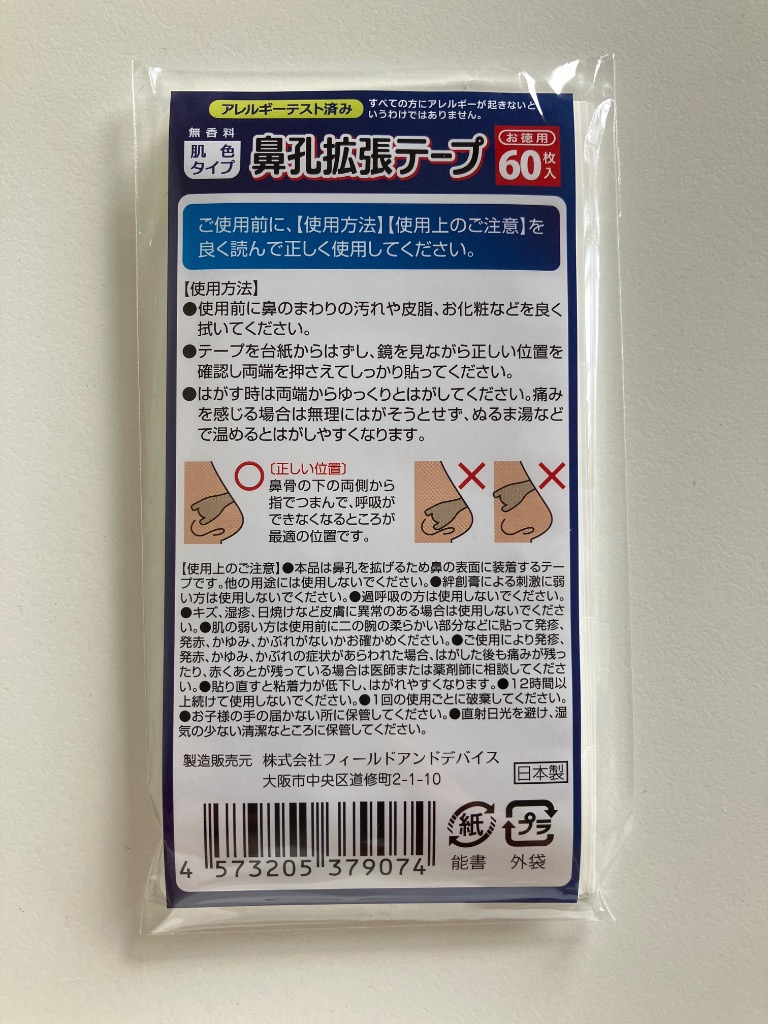 アレルギーテスト済み
すべての方にアレルギーが起きないと
いうわけではありません。
無香料
肌色
タイプ
鼻孔拡張テープ
お徳用
60枚入
ご使用前に、【使用方法】【使用上のご注意】を
良く読んで正しく使用してください。
【使用方法】
●使用前に鼻のまわりの汚れや皮脂、お化粧などを良く
拭いてください。
●テープを台紙からはずし、鏡を見ながら正しい位置を
確認し両端を押さえてしっかり貼ってください。
●はがす時は両端からゆっくりとはがしてください。痛み
を感じる場合は無理にはがそうとせず、ぬるま湯など
で温めるとはがしやすくなります。
〔正しい位置〕
鼻骨の下の両側から
指でつまんで、呼吸が
できなくなるところが
最適の位置です。
【使用上のご注意】●本品は鼻孔を拡げるため鼻の表面に装着するテー
プです。他の用途には使用しないでください。●絆創膏による刺激に弱
い方は使用しないでください。●過呼吸の方は使用しないでください。
●キズ、湿疹、日焼けなど皮膚に異常のある場合は使用しないでくださ
い。●肌の弱い方は使用前に二の腕の柔らかい部分などに貼って発疹、
発赤、かゆみ、かぶれがないかお確かめください。●ご使用により発疹、
発赤、かゆみ、かぶれの症状があらわれた場合、はがした後も痛みが残っ
たり、赤くあとが残っている場合は医師または薬剤師に相談してくださ
い。●貼り直すと粘着力が低下し、はがれやすくなります。●12時間以
上続けて使用しないでください。●1回の使用ごとに破棄してください。
●お子様の手の届かない所に保管してください。●直射日光を避け、湿
気の少ない清潔なところに保管してください。
製造販売元 株式会社フィールドアンドデバイス
大阪市中央区道修町2-1-10
日本製
4 573205 379074
紙
能書
プラ
外袋